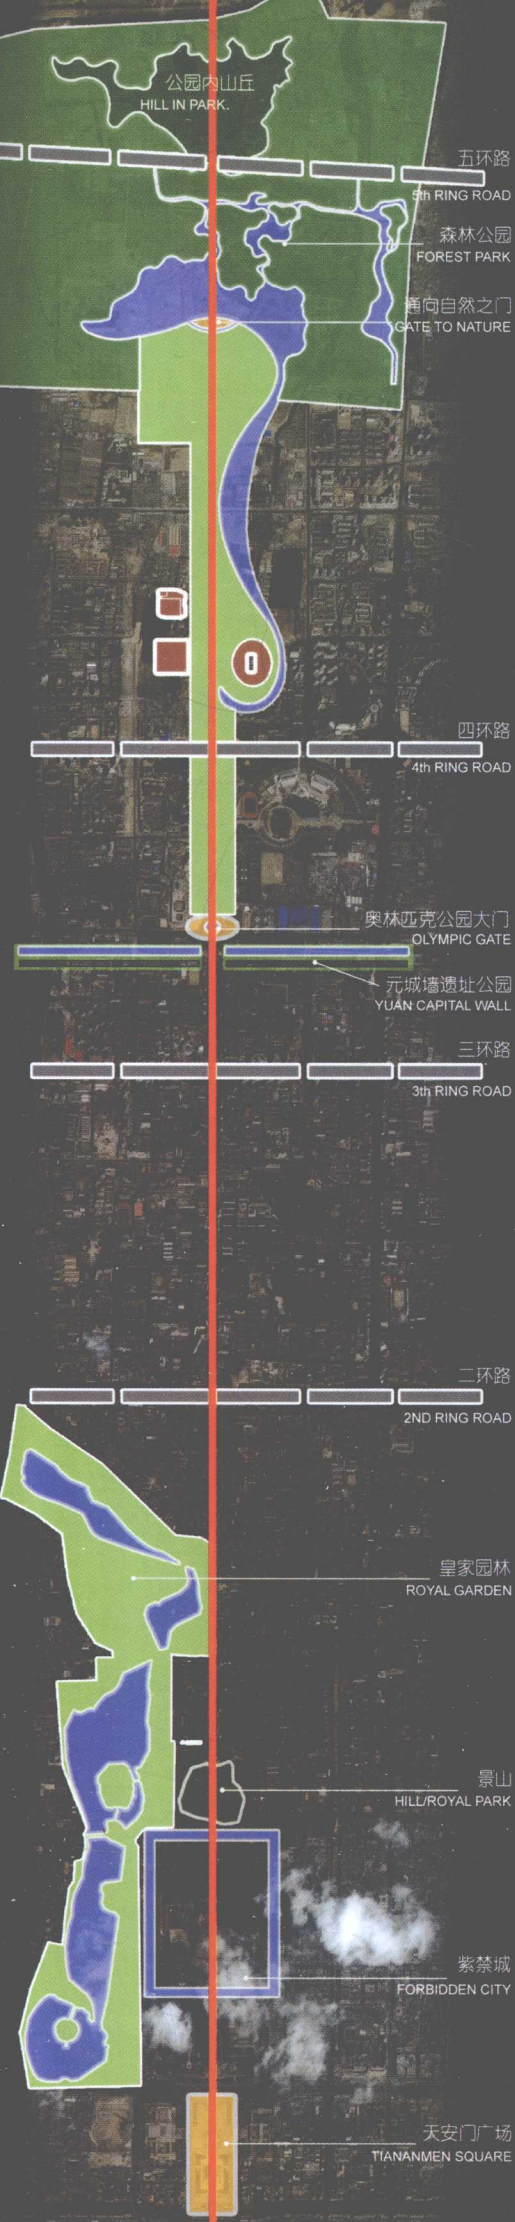 公园内山丘
HILL IN PARK.
五环路
5th RING ROAD
森林公园
FOREST PARK
通向自然之门
GATE TO NATURE
四环路
4th RING ROAD
奥林匹克公园大门
OLYMPIC GATE
元城墙遗址公园
YUAN CAPITAL WALL
三环路
3th RING ROAD
二环路
2ND RING ROAD
皇家园林
ROYAL GARDEN
景山
HILL/ROYAL PARK
紫禁城
FORBIDDEN CITY
天安门广场
TIANANMEN SQUARE